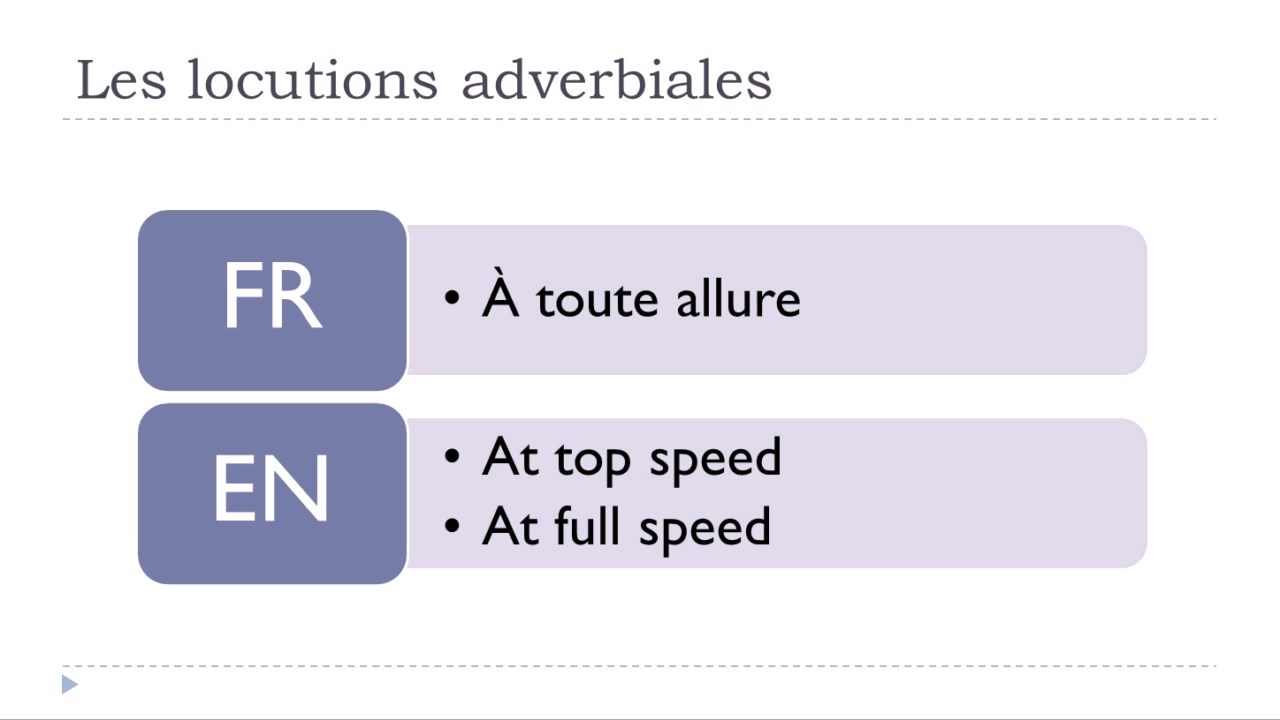 Les locutions adverbiales
FR
• À toute allure
EN
• At top speed
• At full speed